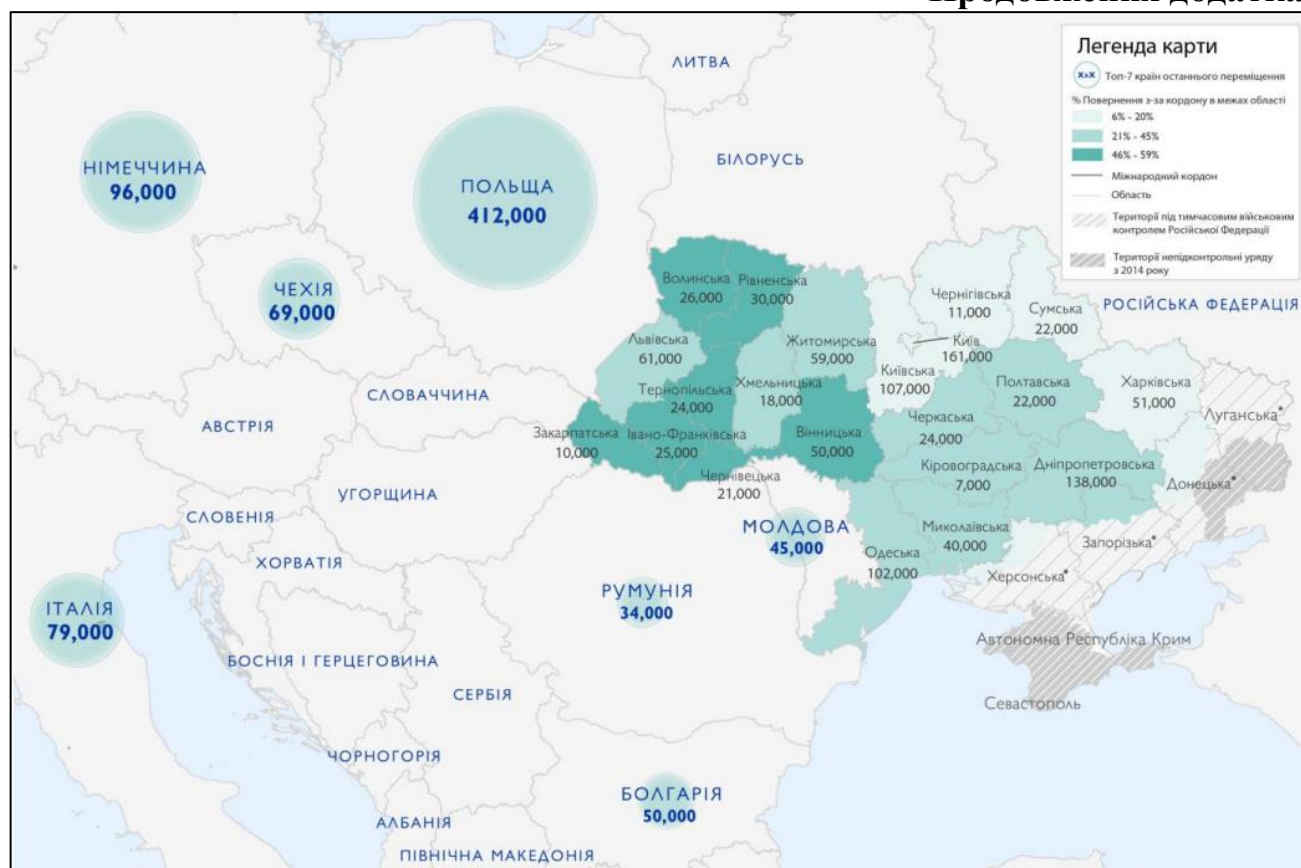 Продовження додатка
Легенда карти
XxX Топ-7 країн останнього переміщення
% Повернення з-за кордону в межах області
6% - 20%
21% - 45%
46% - 59%
Міжнародний кордон
Область
Території під тимчасовим військовим
контролем Російської Федерації
Території непідконтрольні уряду
з 2014 року
ЛИТВА
БІЛОРУСЬ
НІМЕЧЧИНА
96,000
ПОЛЬЩА
412,000
ЧЕХІЯ
69,000
РОСІЙСЬКА ФЕДЕРАЦІЯ
Волинська
26,000
Рівненська
30,000
Чернігівська
11,000
Сумська
22,000
Львівська
61,000
Житомирська
59,000
Київ
161,000
Київська
107,000
Полтавська
22,000
Харківська
51,000
Луганська*
Тернопільська
24,000
Хмельницька
18,000
СЛОВАЧЧИНА
АВСТРІЯ
Закарпатська
10,000
Івано-Франківська
25,000
Вінницька
50,000
Черкаська
24,000
Кіровоградська
7,000
Дніпропетровська
138,000
Донецька*
Чернівецька
21,000
УГОРЩИНА
СЛОВЕНІЯ
ХОРВАТІЯ
МОЛДОВА
45,000
Миколаївська
40,000
Запорізька*
Одеська
102,000
Херсонська*
РУМУНІЯ
34,000
ІТАЛІЯ
79,000
Автономна Республіка Крим
Севастополь
БОСНІЯ І ГЕРЦЕГОВИНА
СЕРБІЯ
ЧОРНОГОРІЯ
БОЛГАРІЯ
50,000
АЛБАНІЯ
ПІВНІЧНА МАКЕДОНІЯ